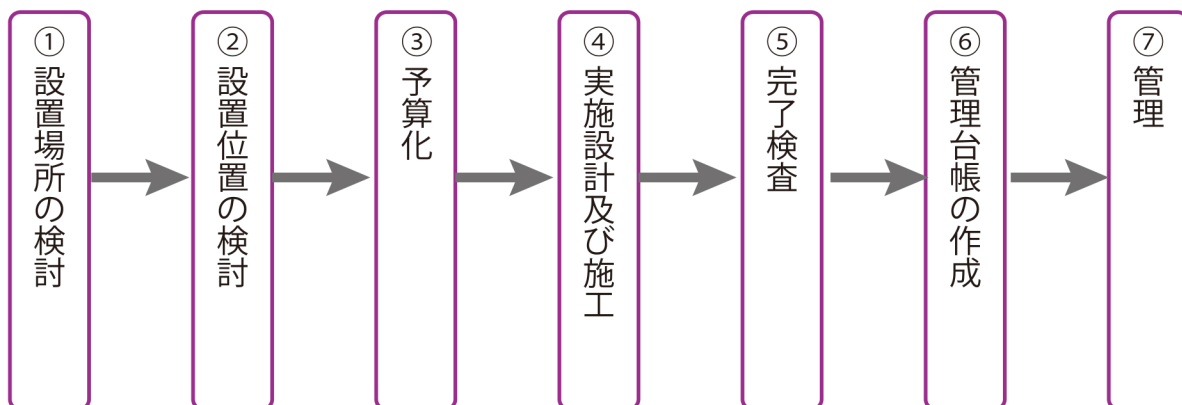 ①設置場所の検討
②設置位置の検討
③予算化
④実施設計及び施工
⑤完了検査
⑥管理台帳の作成
⑦管理